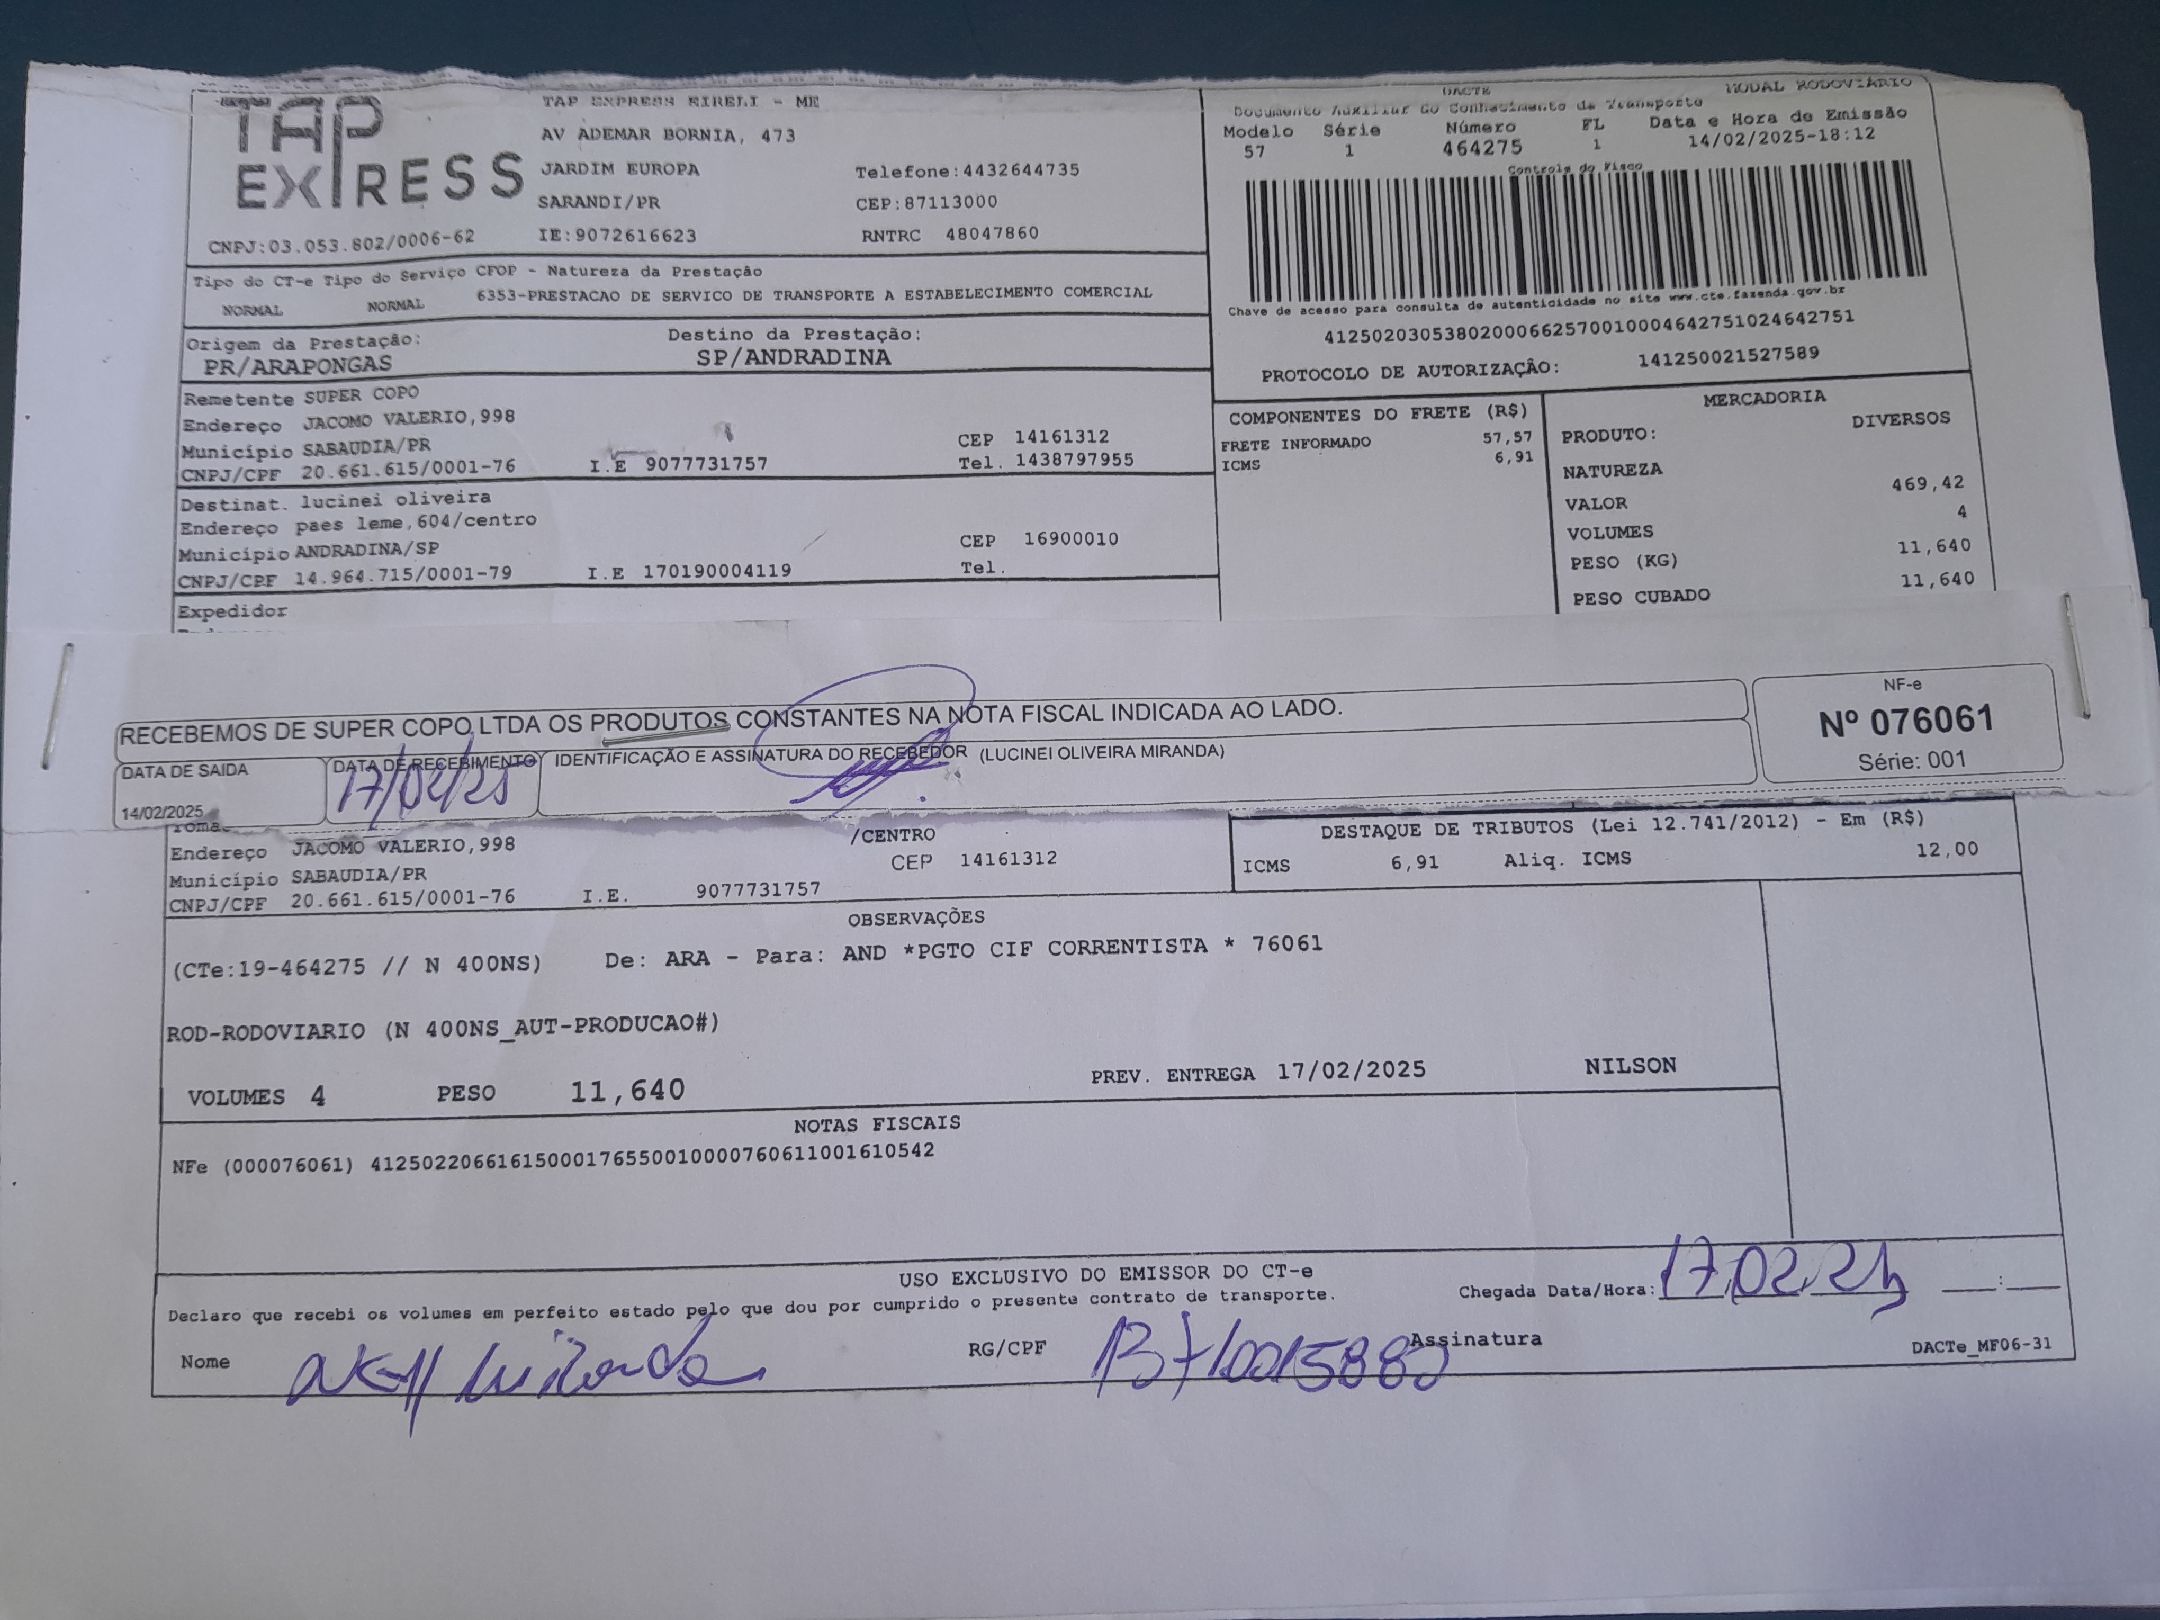 TAP EXPRESS
TAP EXPRESS EIRELI - ME
AV ADEMAR BORNIA, 473
JARDIM EUROPA Telefone:4432644735
SARANDI/PR CEP:87113000
CNPJ:03.053.802/0006-62 IE:9072616623 RNTRC 48047860
DACTE MODAL RODOVIÁRIO
Documento Auxiliar do Conhecimento de Transporte
Modelo Série Número FL Data e Hora de Emissão
57 1 464275 1 14/02/2025-18:12
Controle do Fisco
Chave de acesso para consulta de autenticidade no site www.cte.fazenda.gov.br
41250203053802000662570010004642751024642751
PROTOCOLO DE AUTORIZAÇÃO: 141250021527589
Tipo do CT-e Tipo do Serviço CFOP - Natureza da Prestação
NORMAL NORMAL 6353-PRESTACAO DE SERVICO DE TRANSPORTE A ESTABELECIMENTO COMERCIAL
Origem da Prestação: Destino da Prestação:
PR/ARAPONGAS SP/ANDRADINA
Remetente SUPER COPO
Endereço JACOMO VALERIO,998
Município SABAUDIA/PR CEP 14161312
CNPJ/CPF 20.661.615/0001-76 I.E 9077731757 Tel. 1438797955
Destinat. lucinei oliveira
Endereço paes leme,604/centro
Município ANDRADINA/SP CEP 16900010
CNPJ/CPF 14.964.715/0001-79 I.E 170190004119 Tel.
Expedidor
COMPONENTES DO FRETE (R$)
FRETE INFORMADO 57,57
ICMS 6,91
MERCADORIA
PRODUTO: DIVERSOS
NATUREZA
VALOR 469,42
VOLUMES 4
PESO (KG) 11,640
PESO CUBADO 11,640
RECEBEMOS DE SUPER COPO LTDA OS PRODUTOS CONSTANTES NA NOTA FISCAL INDICADA AO LADO.
DATA DE SAIDA DATA DE RECEBIMENTO IDENTIFICAÇÃO E ASSINATURA DO RECEBEDOR (LUCINEI OLIVEIRA MIRANDA)
14/02/2025 17/02/25
NF-e
Nº 076061
Série: 001
Toma
Endereço JACOMO VALERIO,998 /CENTRO
Município SABAUDIA/PR CEP 14161312
CNPJ/CPF 20.661.615/0001-76 I.E. 9077731757
DESTAQUE DE TRIBUTOS (Lei 12.741/2012) - Em (R$)
ICMS 6,91 Aliq. ICMS 12,00
OBSERVAÇÕES
(CTe:19-464275 // N 400NS) De: ARA - Para: AND *PGTO CIF CORRENTISTA * 76061
ROD-RODOVIARIO (N 400NS_AUT-PRODUCAO#)
VOLUMES 4 PESO 11,640 PREV. ENTREGA 17/02/2025 NILSON
NOTAS FISCAIS
NFe (000076061) 41250220661615000176550010000760611001610542
USO EXCLUSIVO DO EMISSOR DO CT-e
Declaro que recebi os volumes em perfeito estado pelo que dou por cumprido o presente contrato de transporte. Chegada Data/Hora: 17 02 25 :
Nome Miranda RG/CPF Assinatura DACTe_MF06-31